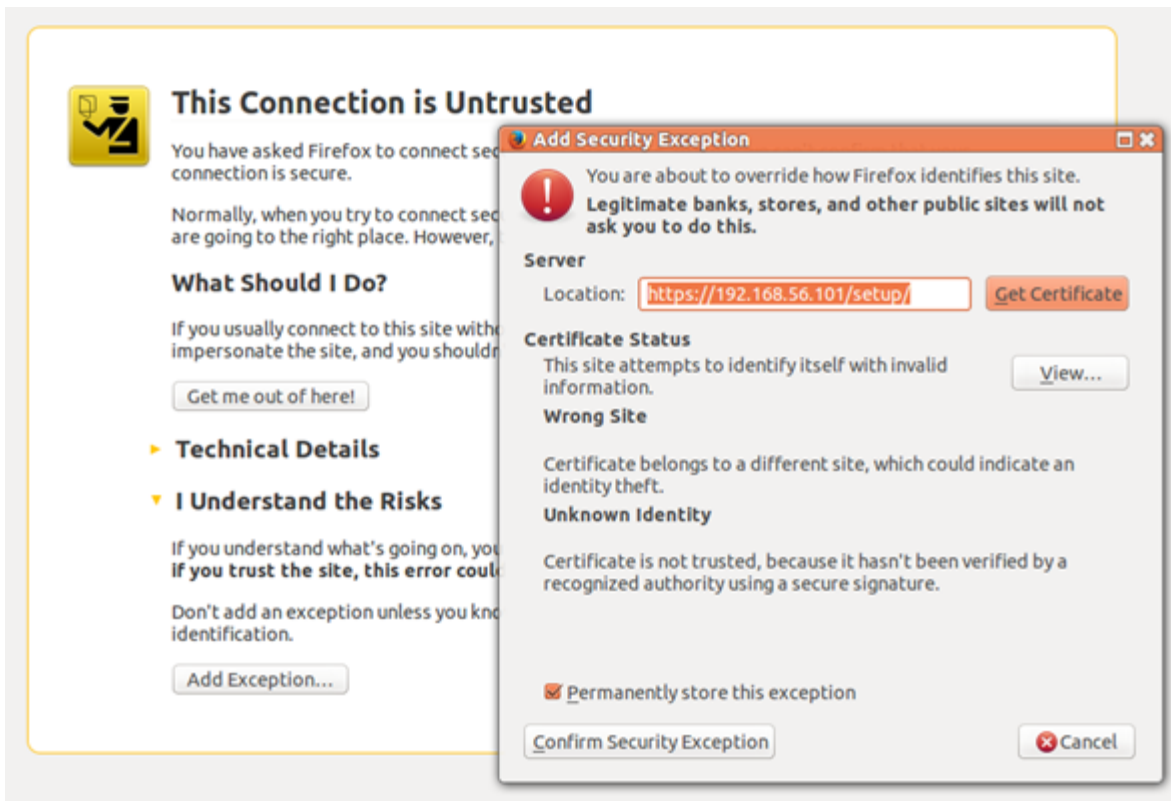 This Connection is Untrusted
You have asked Firefox to connect sec
connection is secure.
Normally, when you try to connect sec
are going to the right place. However,
What Should I Do?
If you usually connect to this site witho
impersonate the site, and you shouldn
Get me out of here!
Technical Details
I Understand the Risks
If you understand what's going on, you
if you trust the site, this error coul
Don't add an exception unless you kno
identification.
Add Exception...
Add Security Exception
You are about to override how Firefox identifies this site.
Legitimate banks, stores, and other public sites will not
ask you to do this.
Server
Location: https://192.168.56.101/setup/ Get Certificate
Certificate Status
This site attempts to identify itself with invalid
information.
View...
Wrong Site
Certificate belongs to a different site, which could indicate an
identity theft.
Unknown Identity
Certificate is not trusted, because it hasn't been verified by a
recognized authority using a secure signature.
Permanently store this exception
Confirm Security Exception
Cancel